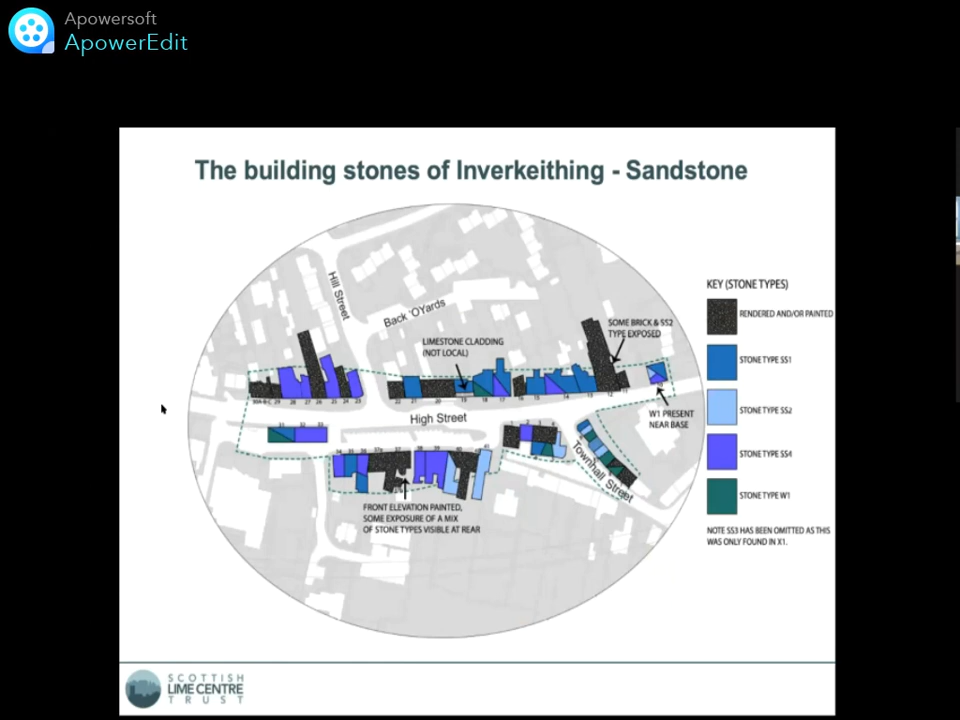 Apowersoft
ApowerEdit
The building stones of Inverkeithing - Sandstone
Hill Street
Back 'OYards
KEY (STONE TYPES)
RENDERED AND/OR PAINTED
SOME BRICK & SS2
TYPE EXPOSED
LIMESTONE CLADDING
(NOT LOCAL)
STONE TYPE SS1
STONE TYPE SS2
High Street
W1 PRESENT
NEAR BASE
STONE TYPE SS4
Townhall Street
STONE TYPE W1
FRONT ELEVATION PAINTED,
SOME EXPOSURE OF A MIX
OF STONE TYPES VISIBLE AT REAR
NOTE SS3 HAS BEEN OMITTED AS THIS
WAS ONLY FOUND IN X1.
SCOTTISH
LIME CENTRE
TRUST